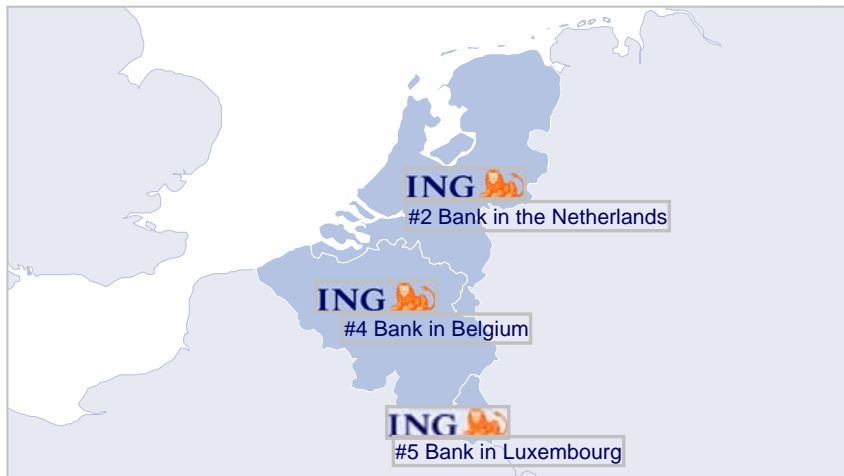 ING
#2 Bank in the Netherlands
ING
#4 Bank in Belgium
ING
#5 Bank in Luxembourg